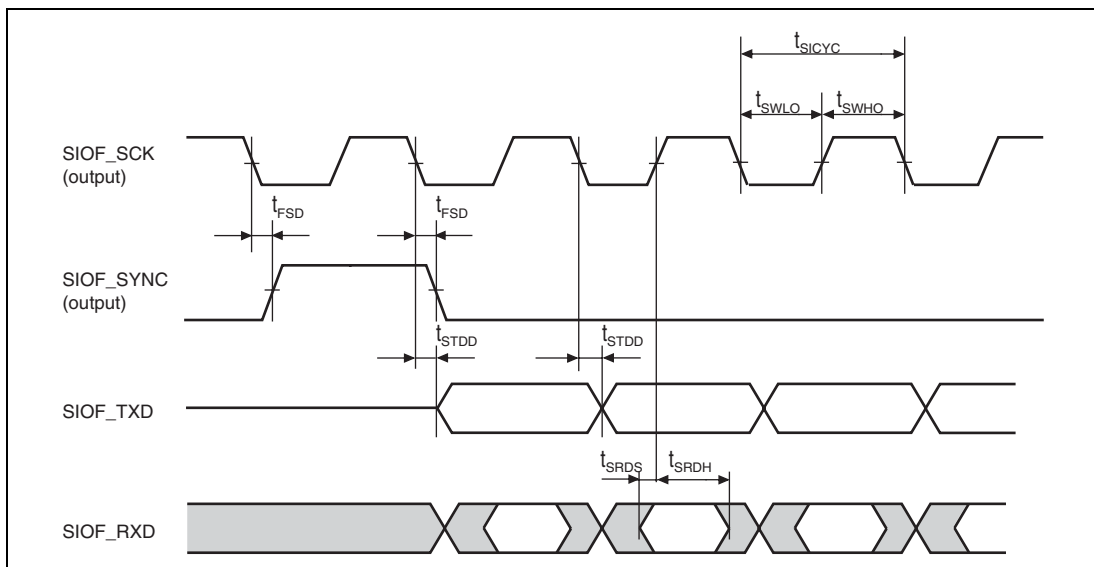 tSICYC
tSWLO tSWHO
SIOF_SCK
(output)
tFSD tFSD
SIOF_SYNC
(output)
tSTDD tSTDD
SIOF_TXD
tSRDS tSRDH
SIOF_RXD